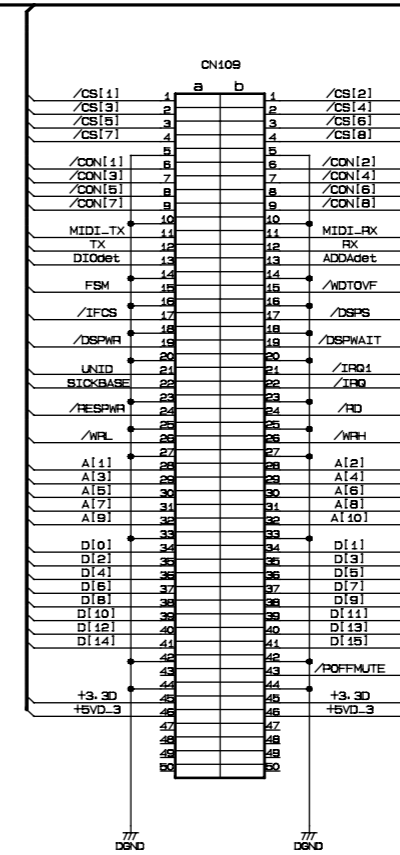 CN109
a b
/CS[1] 1 1 /CS[2]
/CS[3] 2 2 /CS[4]
/CS[5] 3 3 /CS[6]
/CS[7] 4 4 /CS[8]
5 5
/CON[1] 6 6 /CON[2]
/CON[3] 7 7 /CON[4]
/CON[5] 8 8 /CON[6]
/CON[7] 9 9 /CON[8]
10 10
MIDI_TX 11 11 MIDI_RX
TX 12 12 RX
DIOdet 13 13 ADDAdet
14 14
FSM 15 15 /WDTOVF
16 16
/IFCS 17 17 /DSPS
18 18
/DSPWR 19 19 /DSPWAIT
20 20
UNID 21 21 /IRQ1
SICKBASE 22 22 /IRQ
23 23
/RESPWR 24 24 /RD
25 25
/WRL 26 26 /WRH
27 27
A[1] 28 28 A[2]
A[3] 29 29 A[4]
A[5] 30 30 A[6]
A[7] 31 31 A[8]
A[9] 32 32 A[10]
33 33
D[0] 34 34 D[1]
D[2] 35 35 D[3]
D[4] 36 36 D[5]
D[6] 37 37 D[7]
D[8] 38 38 D[9]
D[10] 39 39 D[11]
D[12] 40 40 D[13]
D[14] 41 41 D[15]
42 42
43 43 /POFFMUTE
44 44
+3.3D 45 45 +3.3D
+5VD_3 46 46 +5VD_3
47 47
48 48
49 49
50 50
DGND DGND